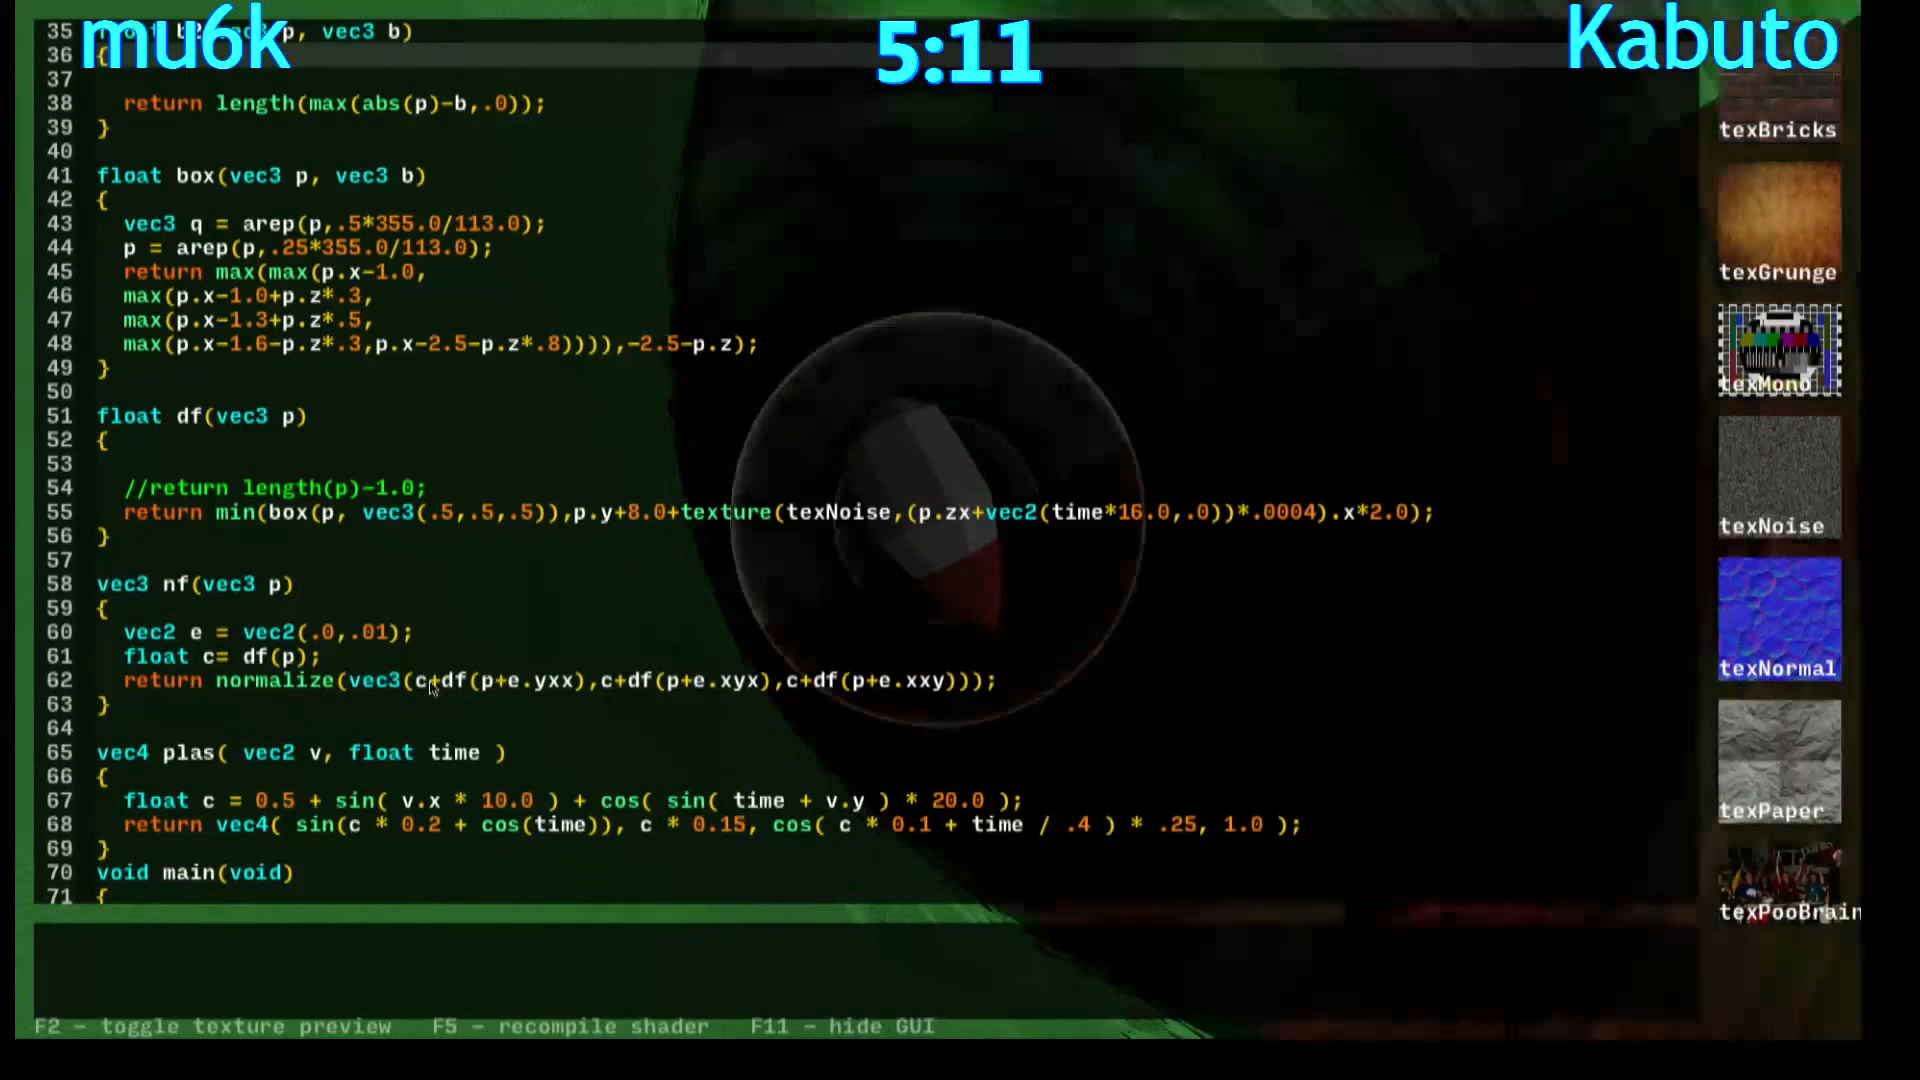 mu6k
5:11
Kabuto
35 p, vec3 b)
36 {
37
38 return length(max(abs(p)-b,.0));
39 }
40
41 float box(vec3 p, vec3 b)
42 {
43 vec3 q = arep(p,.5*355.0/113.0);
44 p = arep(p,.25*355.0/113.0);
45 return max(max(p.x-1.0,
46 max(p.x-1.0+p.z*.3,
47 max(p.x-1.3+p.z*.5,
48 max(p.x-1.6-p.z*.3,p.x-2.5-p.z*.8)))),-2.5-p.z);
49 }
50
51 float df(vec3 p)
52 {
53
54 //return length(p)-1.0;
55 return min(box(p, vec3(.5,.5,.5)),p.y+8.0+texture(texNoise,(p.zx+vec2(time*16.0,.0))*.0004).x*2.0);
56 }
57
58 vec3 nf(vec3 p)
59 {
60 vec2 e = vec2(.0,.01);
61 float c= df(p);
62 return normalize(vec3(c+df(p+e.yxx),c+df(p+e.xyx),c+df(p+e.xxy)));
63 }
64
65 vec4 plas( vec2 v, float time )
66 {
67 float c = 0.5 + sin( v.x * 10.0 ) + cos( sin( time + v.y ) * 20.0 );
68 return vec4( sin(c * 0.2 + cos(time)), c * 0.15, cos( c * 0.1 + time / .4 ) * .25, 1.0 );
69 }
70 void main(void)
71 {
texBricks
texGrunge
texMono
texNoise
texNormal
texPaper
texPooBrain
F2 - toggle texture preview F5 - recompile shader F11 - hide GUI